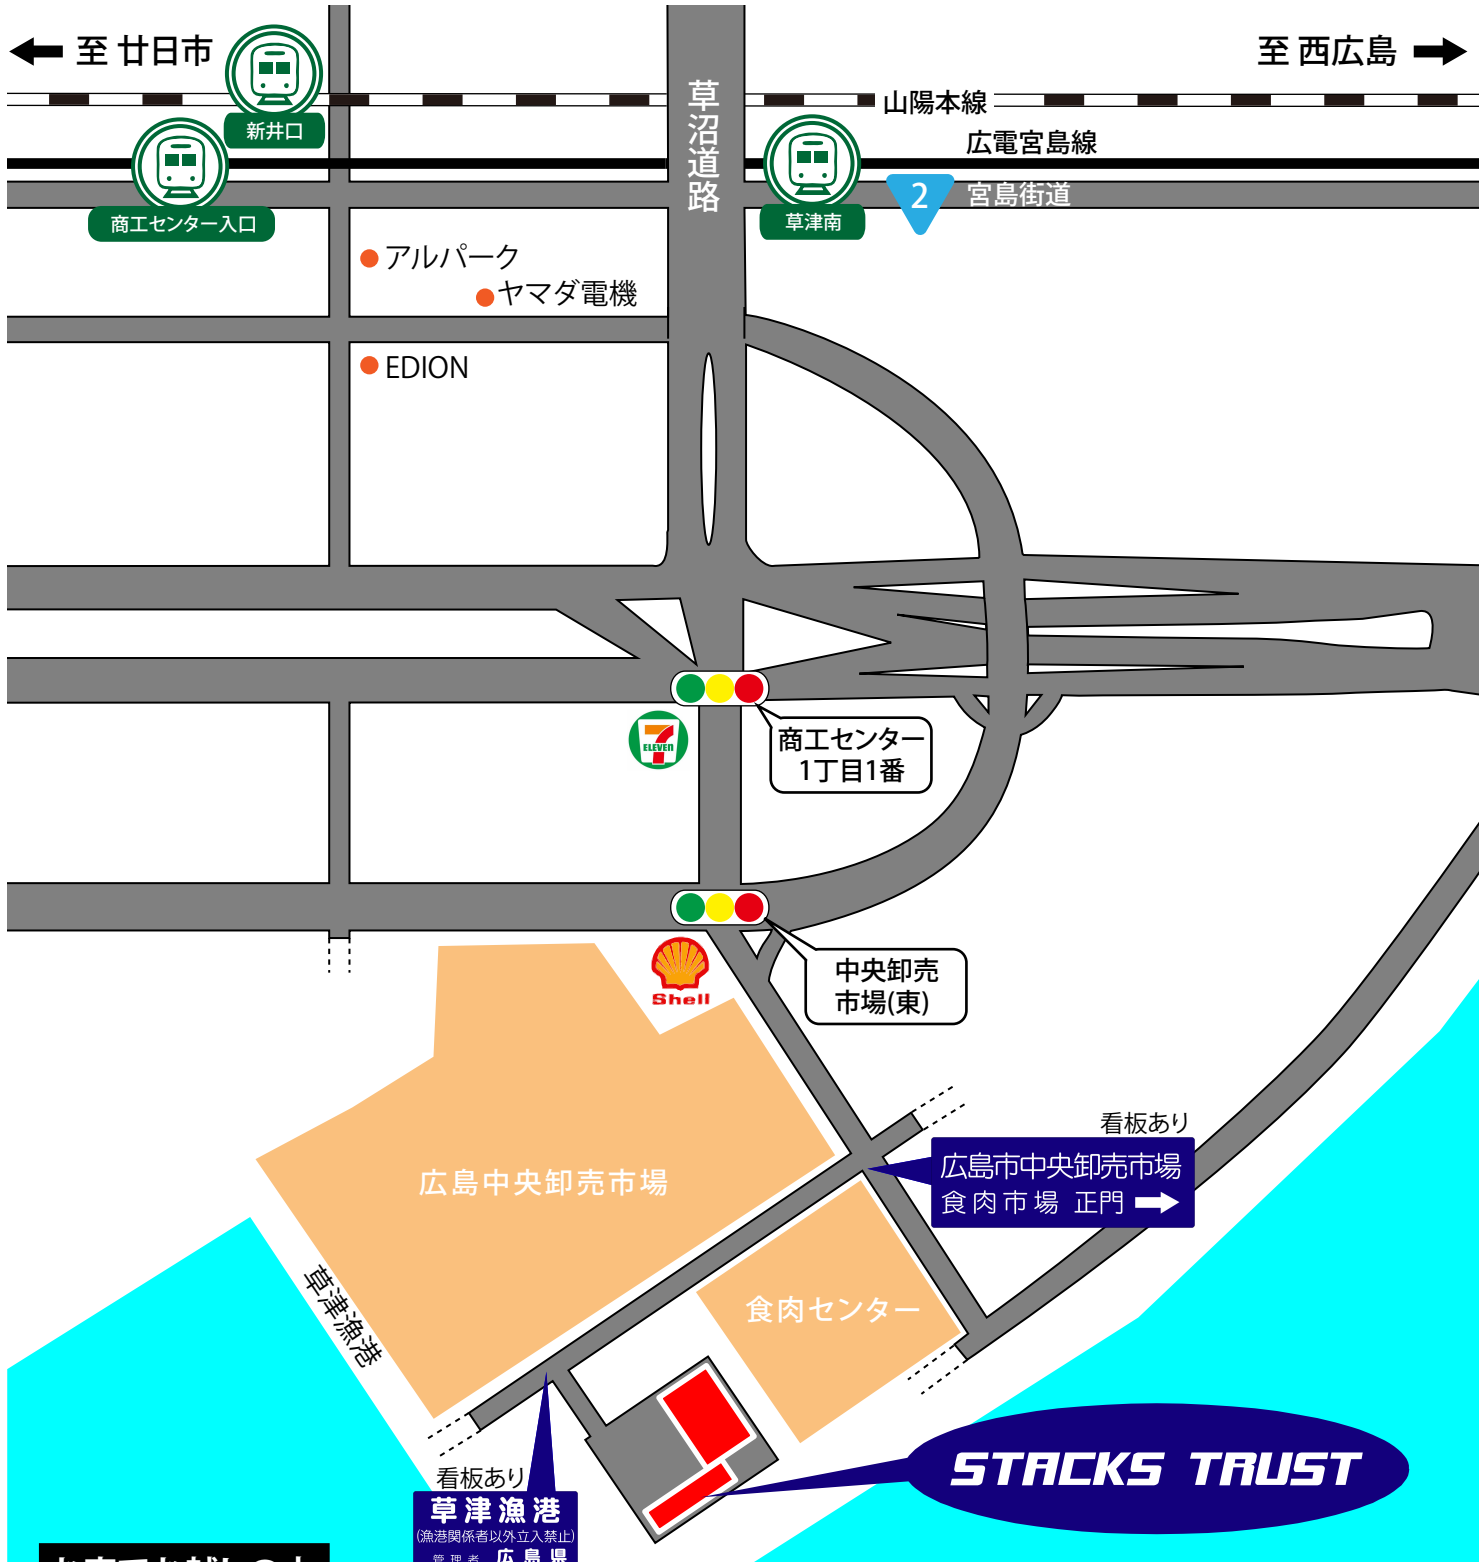 至 廿日市
至 西広島
新井口
山陽本線
広電宮島線
商工センター入口
草沼道路
草津南
2
宮島街道
アルパーク
ヤマダ電機
EDION
7
ELEVEN
商工センター
1丁目1番
中央卸売
市場(東)
Shell
看板あり
広島市中央卸売市場
食肉市場 正門
広島中央卸売市場
食肉センター
草津漁港
STACKS TRUST
看板あり
草津漁港
(漁港関係者以外立入禁止)
管理者 広島県